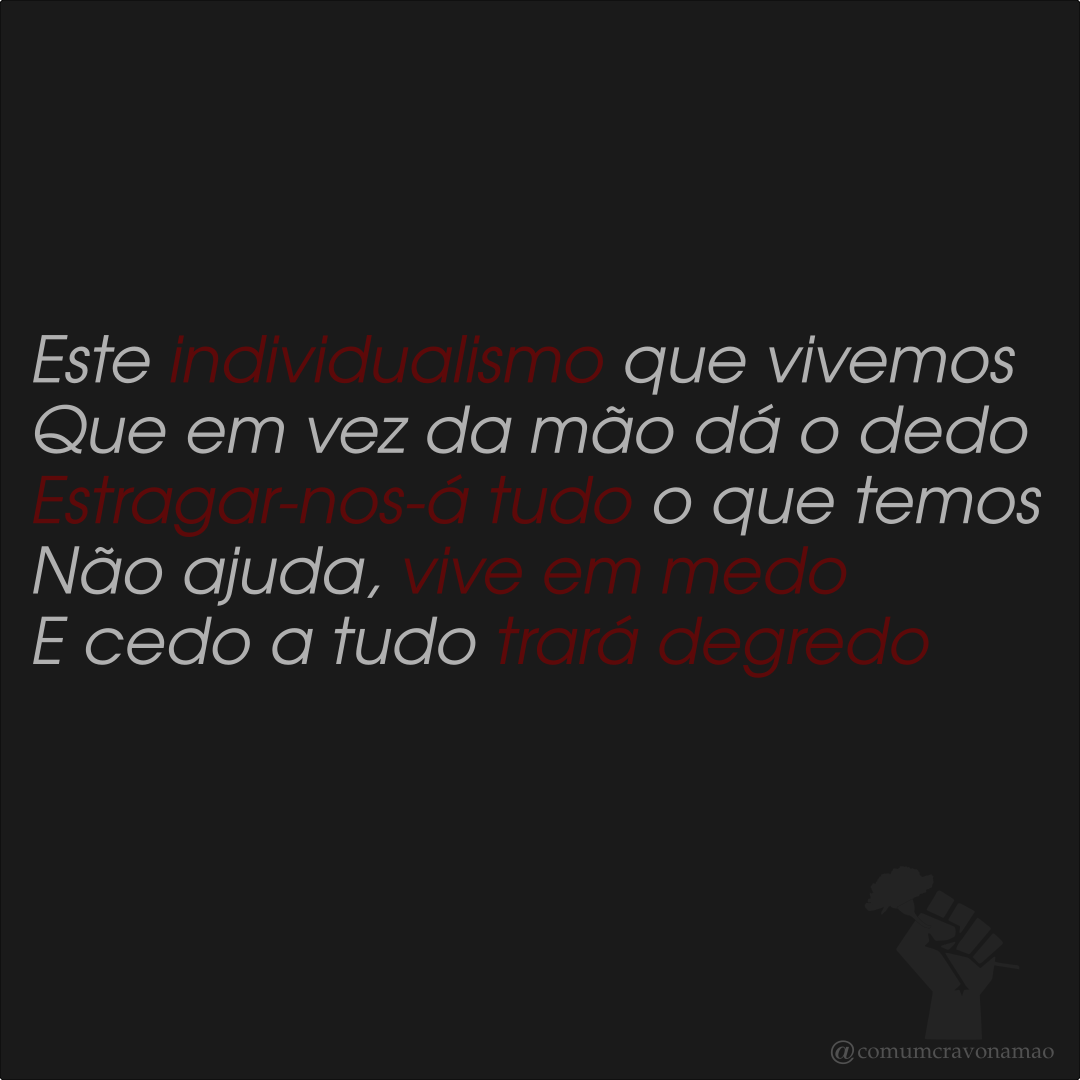 Este individualismo que vivemos
Que em vez da mão dá o dedo
Estragar-nos-á tudo o que temos
Não ajuda, vive em medo
E cedo a tudo trará degredo
@comumcravonamao